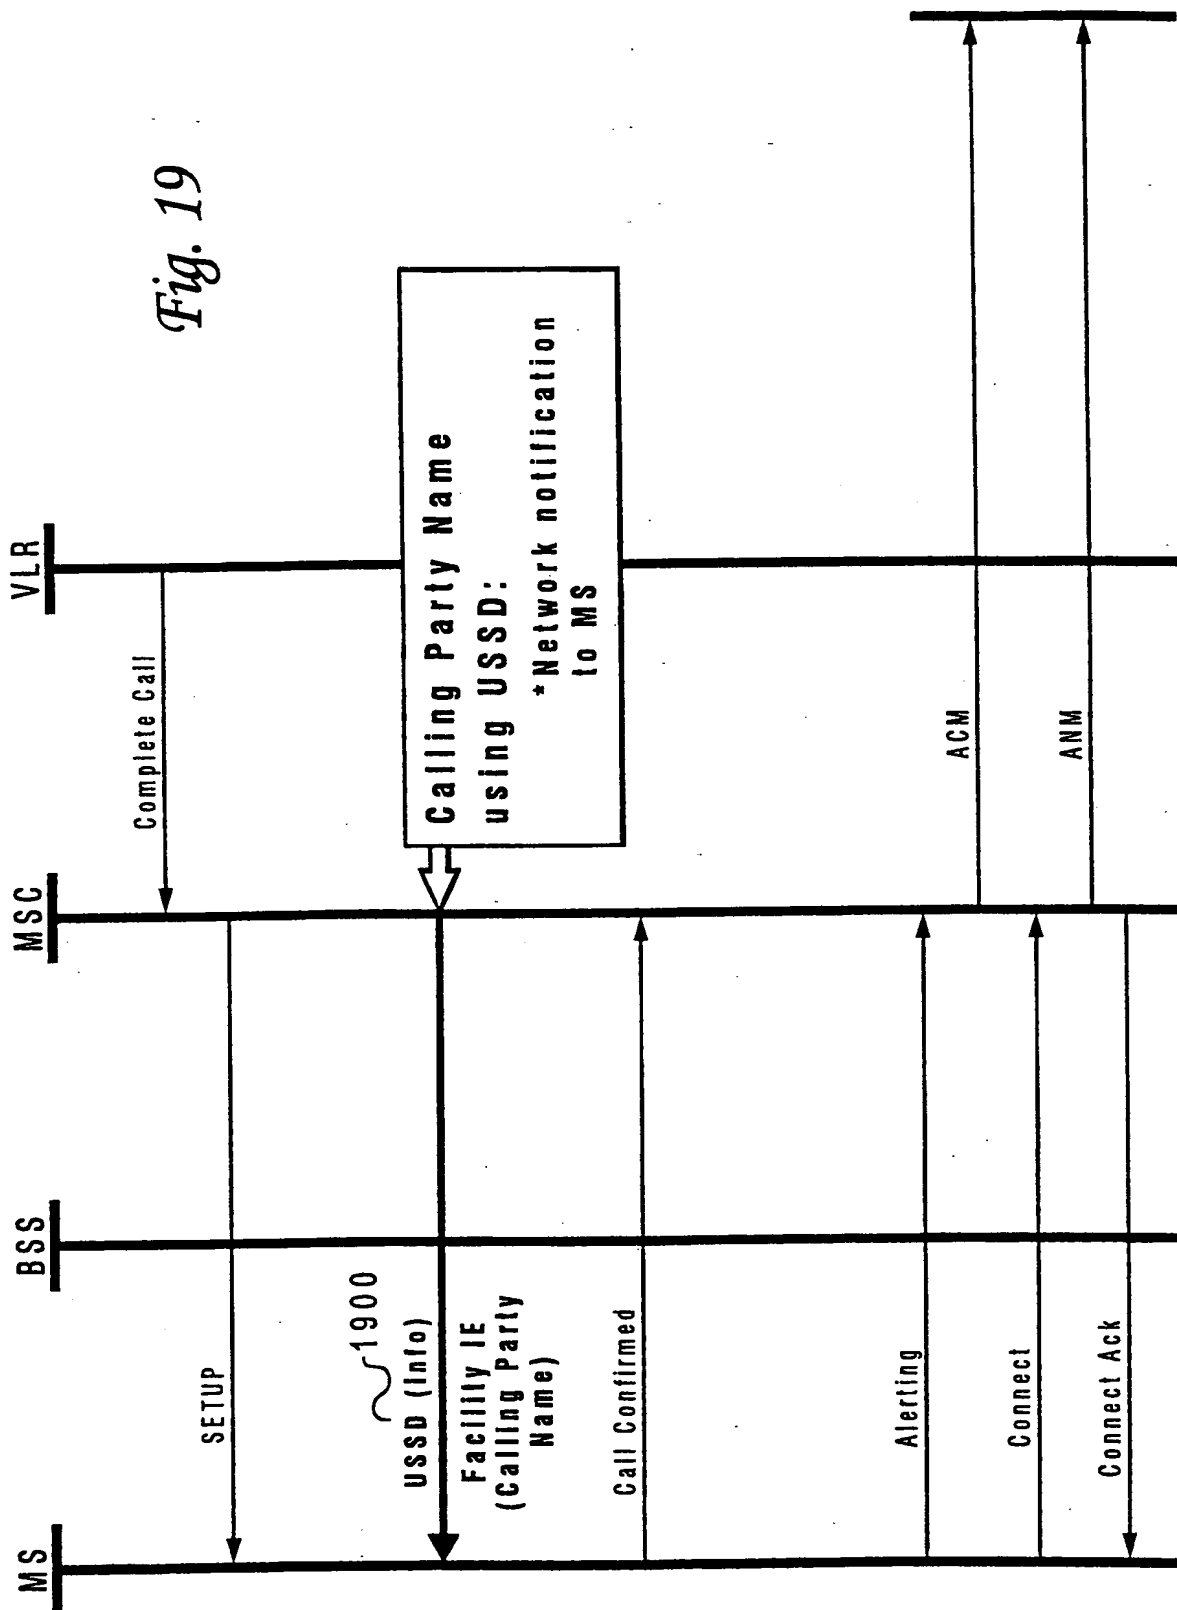 MS
BSS
MSC
VLR
Fig. 19
Complete Call
SETUP
1900
USSD (Info)
Facility IE
(Calling Party
Name)
Calling Party Name
using USSD:
*Network notification
to MS
Call Confirmed
Alerting
ACM
Connect
ANM
Connect Ack